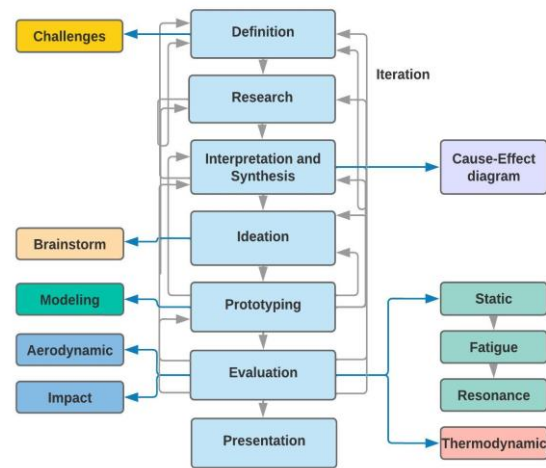 Definition
Challenges
Iteration
Research
Interpretation and
Synthesis
Cause-Effect
diagram
Ideation
Brainstorm
Prototyping
Modeling
Static
Aerodynamic
Fatigue
Evaluation
Impact
Resonance
Presentation
Thermodynamic